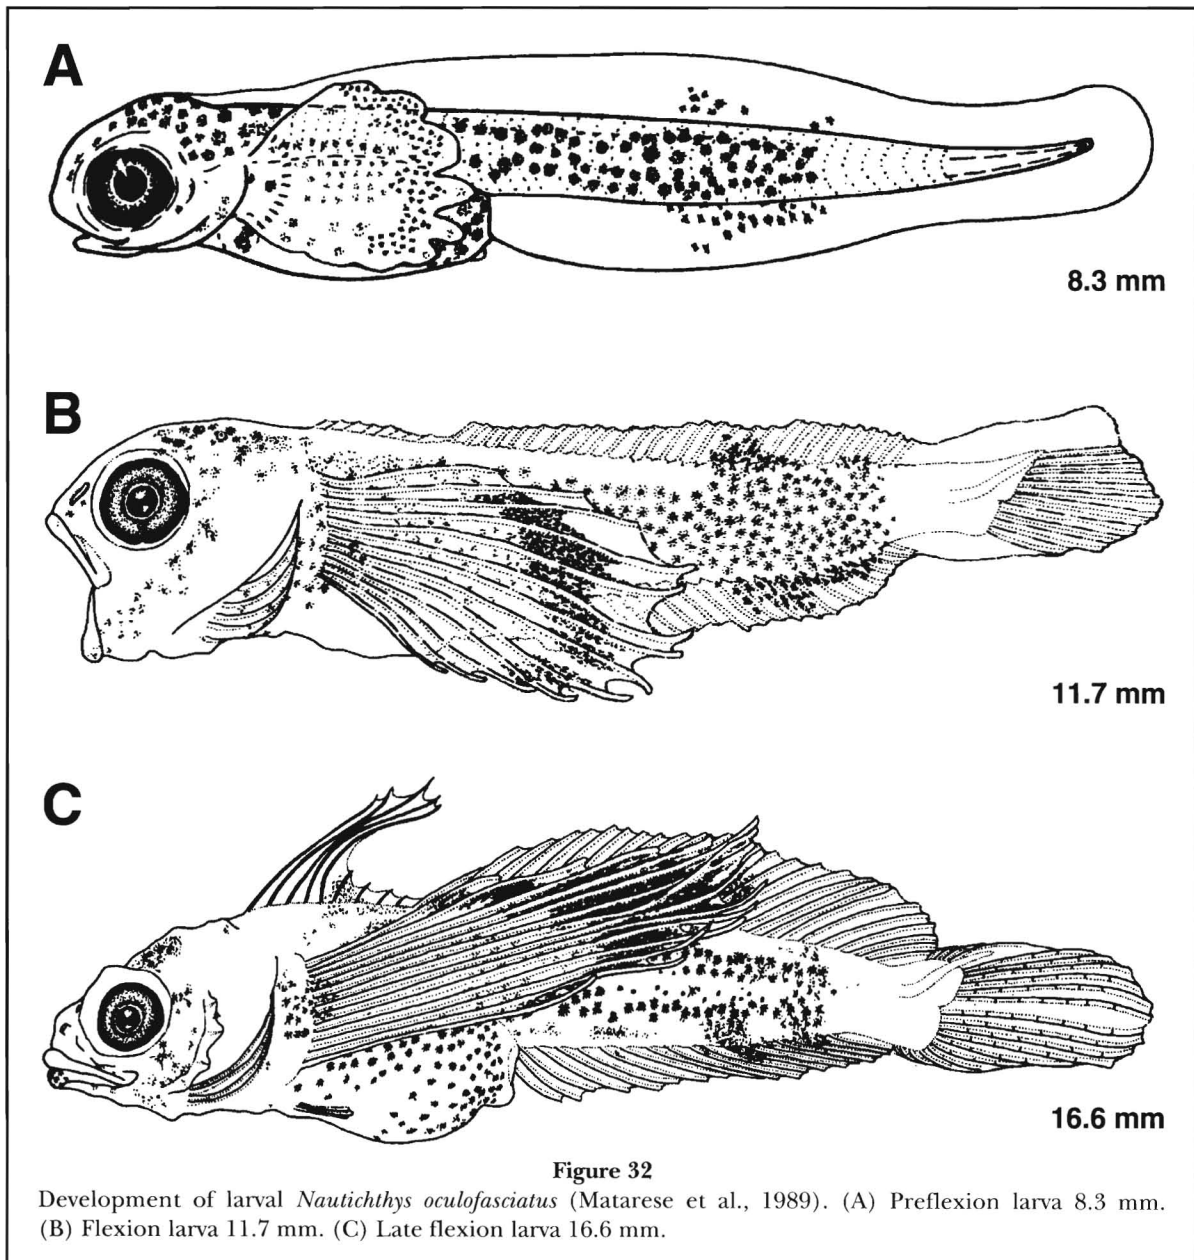 A
8.3 mm
B
11.7 mm
C
16.6 mm
Figure 32
Development of larval Nautichthys oculofasciatus (Matarese et al., 1989). (A) Preflexion larva 8.3 mm.
(B) Flexion larva 11.7 mm. (C) Late flexion larva 16.6 mm.